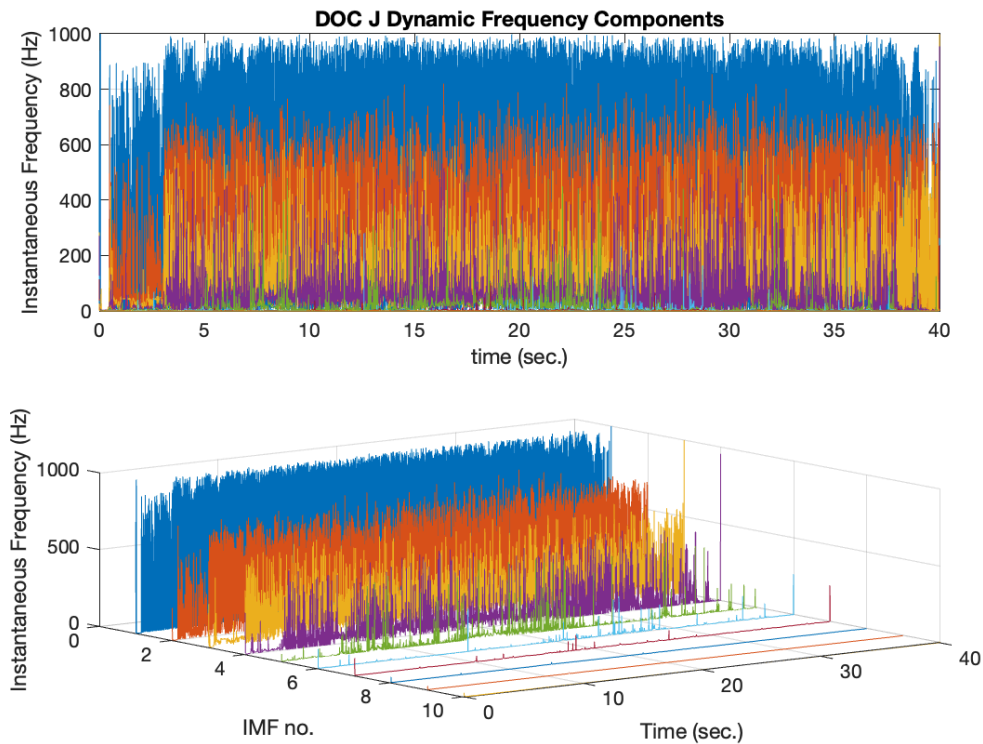 DOC J Dynamic Frequency Components
Instantaneous Frequency (Hz)
1000
800
600
400
200
0
0 5 10 15 20 25 30 35 40
time (sec.)
Instantaneous Frequency (Hz)
1000
500
0
0
2
4
6
8
10
IMF no.
0
10
20
30
40
Time (sec.)